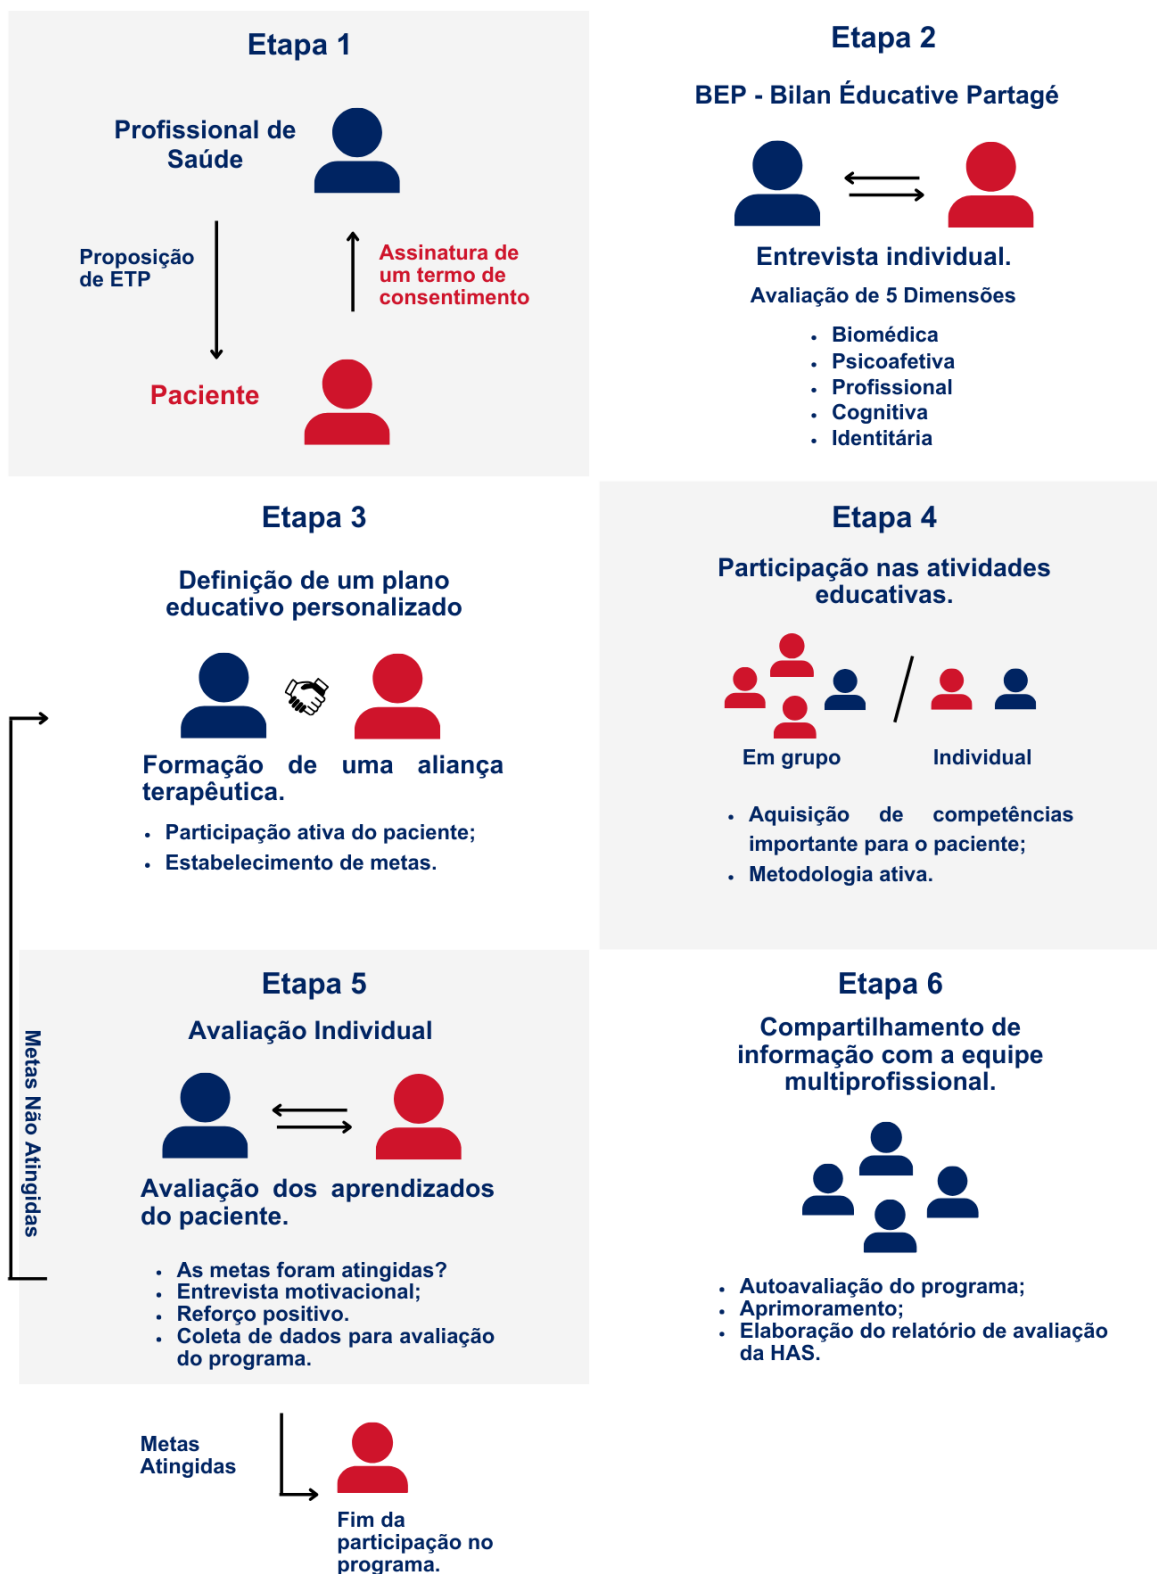 Etapa 1
Profissional de
Saúde
Proposição
de ETP
Assinatura de
um termo de
consentimento
Paciente
Etapa 2
BEP - Bilan Éducative Partagé
Entrevista individual.
Avaliação de 5 Dimensões
• Biomédica
• Psicoafetiva
• Profissional
• Cognitiva
• Identitária
Etapa 3
Definição de um plano
educativo personalizado
Formação de uma aliança
terapêutica.
• Participação ativa do paciente;
• Estabelecimento de metas.
Etapa 4
Participação nas atividades
educativas.
Em grupo
Individual
• Aquisição de competências
importante para o paciente;
• Metodologia ativa.
Metas Não Atingidas
Etapa 5
Avaliação Individual
Avaliação dos aprendizados
do paciente.
• As metas foram atingidas?
• Entrevista motivacional;
• Reforço positivo.
• Coleta de dados para avaliação
do programa.
Metas
Atingidas
Fim da
participação no
programa.
Etapa 6
Compartilhamento de
informação com a equipe
multiprofissional.
• Autoavaliação do programa;
• Aprimoramento;
• Elaboração do relatório de avaliação
da HAS.